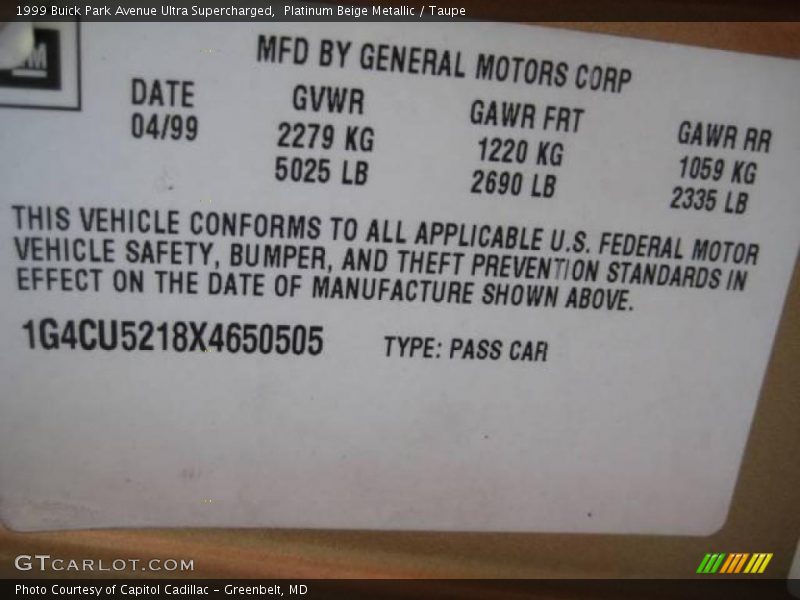 1999 Buick Park Avenue Ultra Supercharged,  Platinum Beige Metallic / Taupe
GM
MFD BY GENERAL MOTORS CORP
DATE GVWR GAWR FRT GAWR RR
04/99 2279 KG 1220 KG 1059 KG
5025 LB 2690 LB 2335 LB
THIS VEHICLE CONFORMS TO ALL APPLICABLE U.S. FEDERAL MOTOR
VEHICLE SAFETY, BUMPER, AND THEFT PREVENTION STANDARDS IN
EFFECT ON THE DATE OF MANUFACTURE SHOWN ABOVE.
1G4CU5218X4650505 TYPE: PASS CAR
GTCARLOT.COM
Photo Courtesy of Capitol Cadillac – Greenbelt, MD